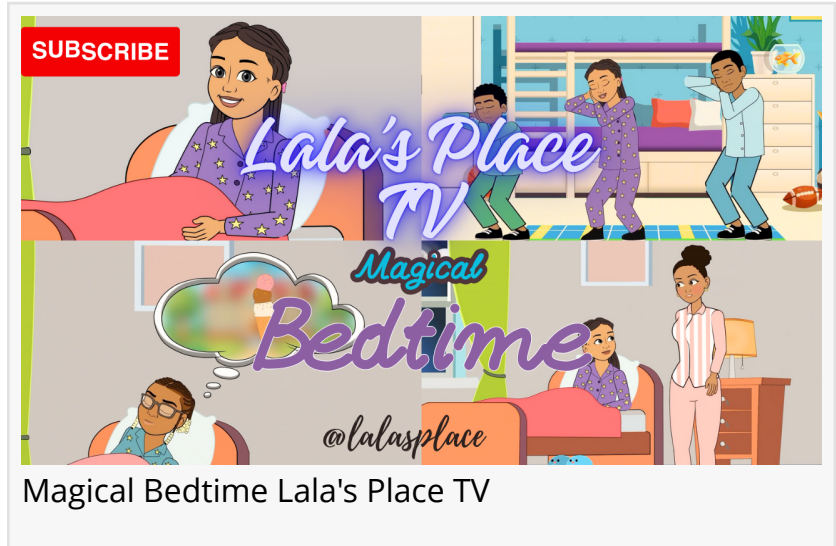 SUBSCRIBE
Lala's Place
TV
Magical
Bedtime
@lalasplace
Magical Bedtime Lala's Place TV